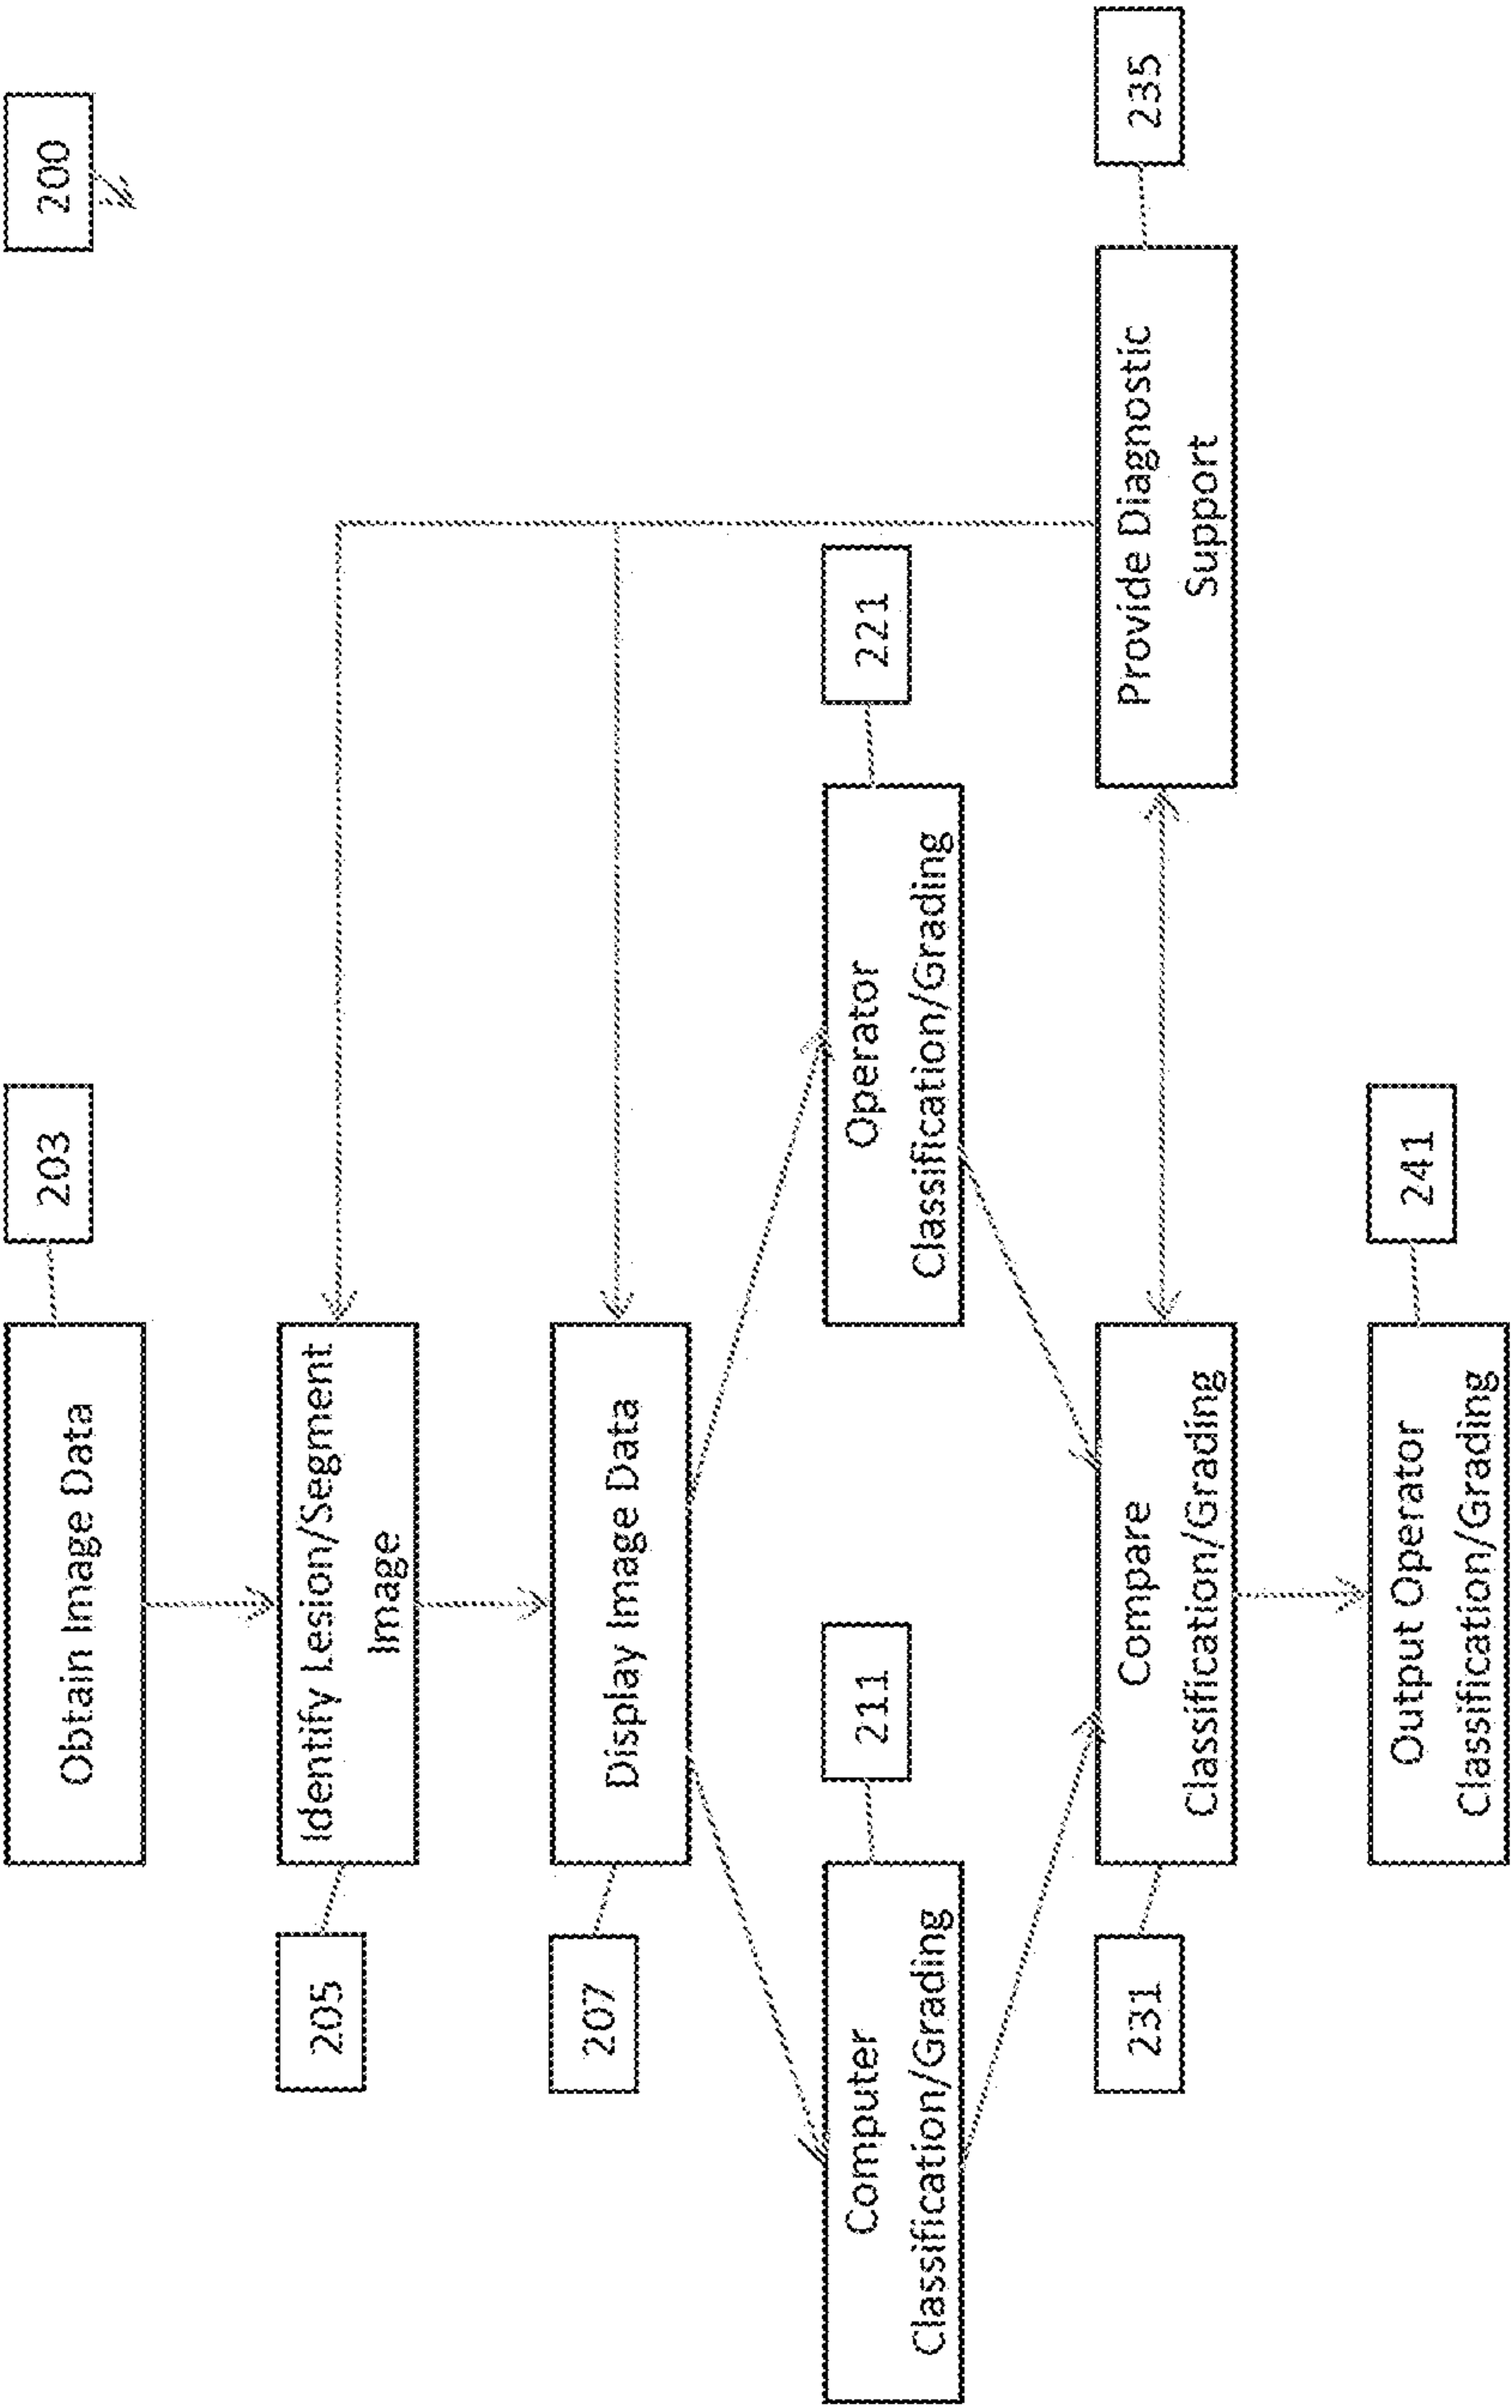 200
Obtain Image Data
203
205
Identify Lesion/Segment
Image
207
Display Image Data
Computer
Classification/Grading
211
Operator
Classification/Grading
221
231
Compare
Classification/Grading
Provide Diagnostic
Support
235
Output Operator
Classification/Grading
241